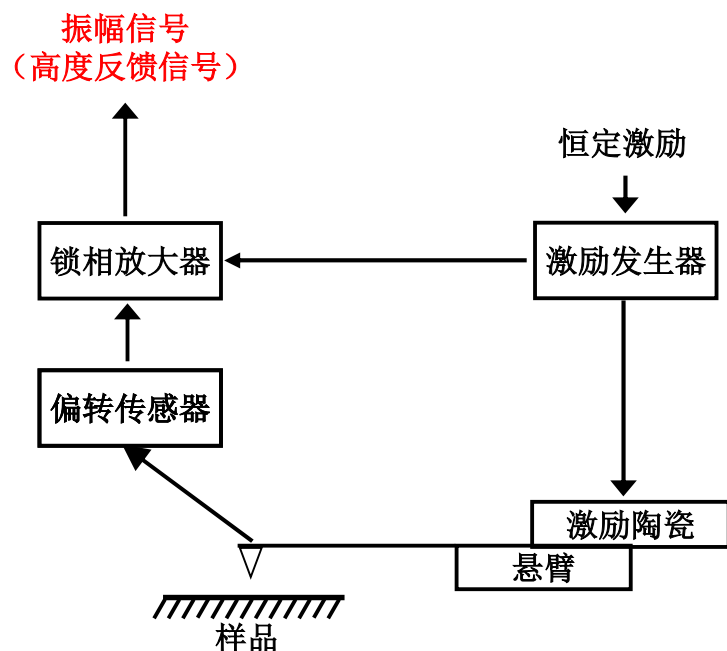 振幅信号
（高度反馈信号）
恒定激励
锁相放大器
激励发生器
偏转传感器
激励陶瓷
悬臂
样品